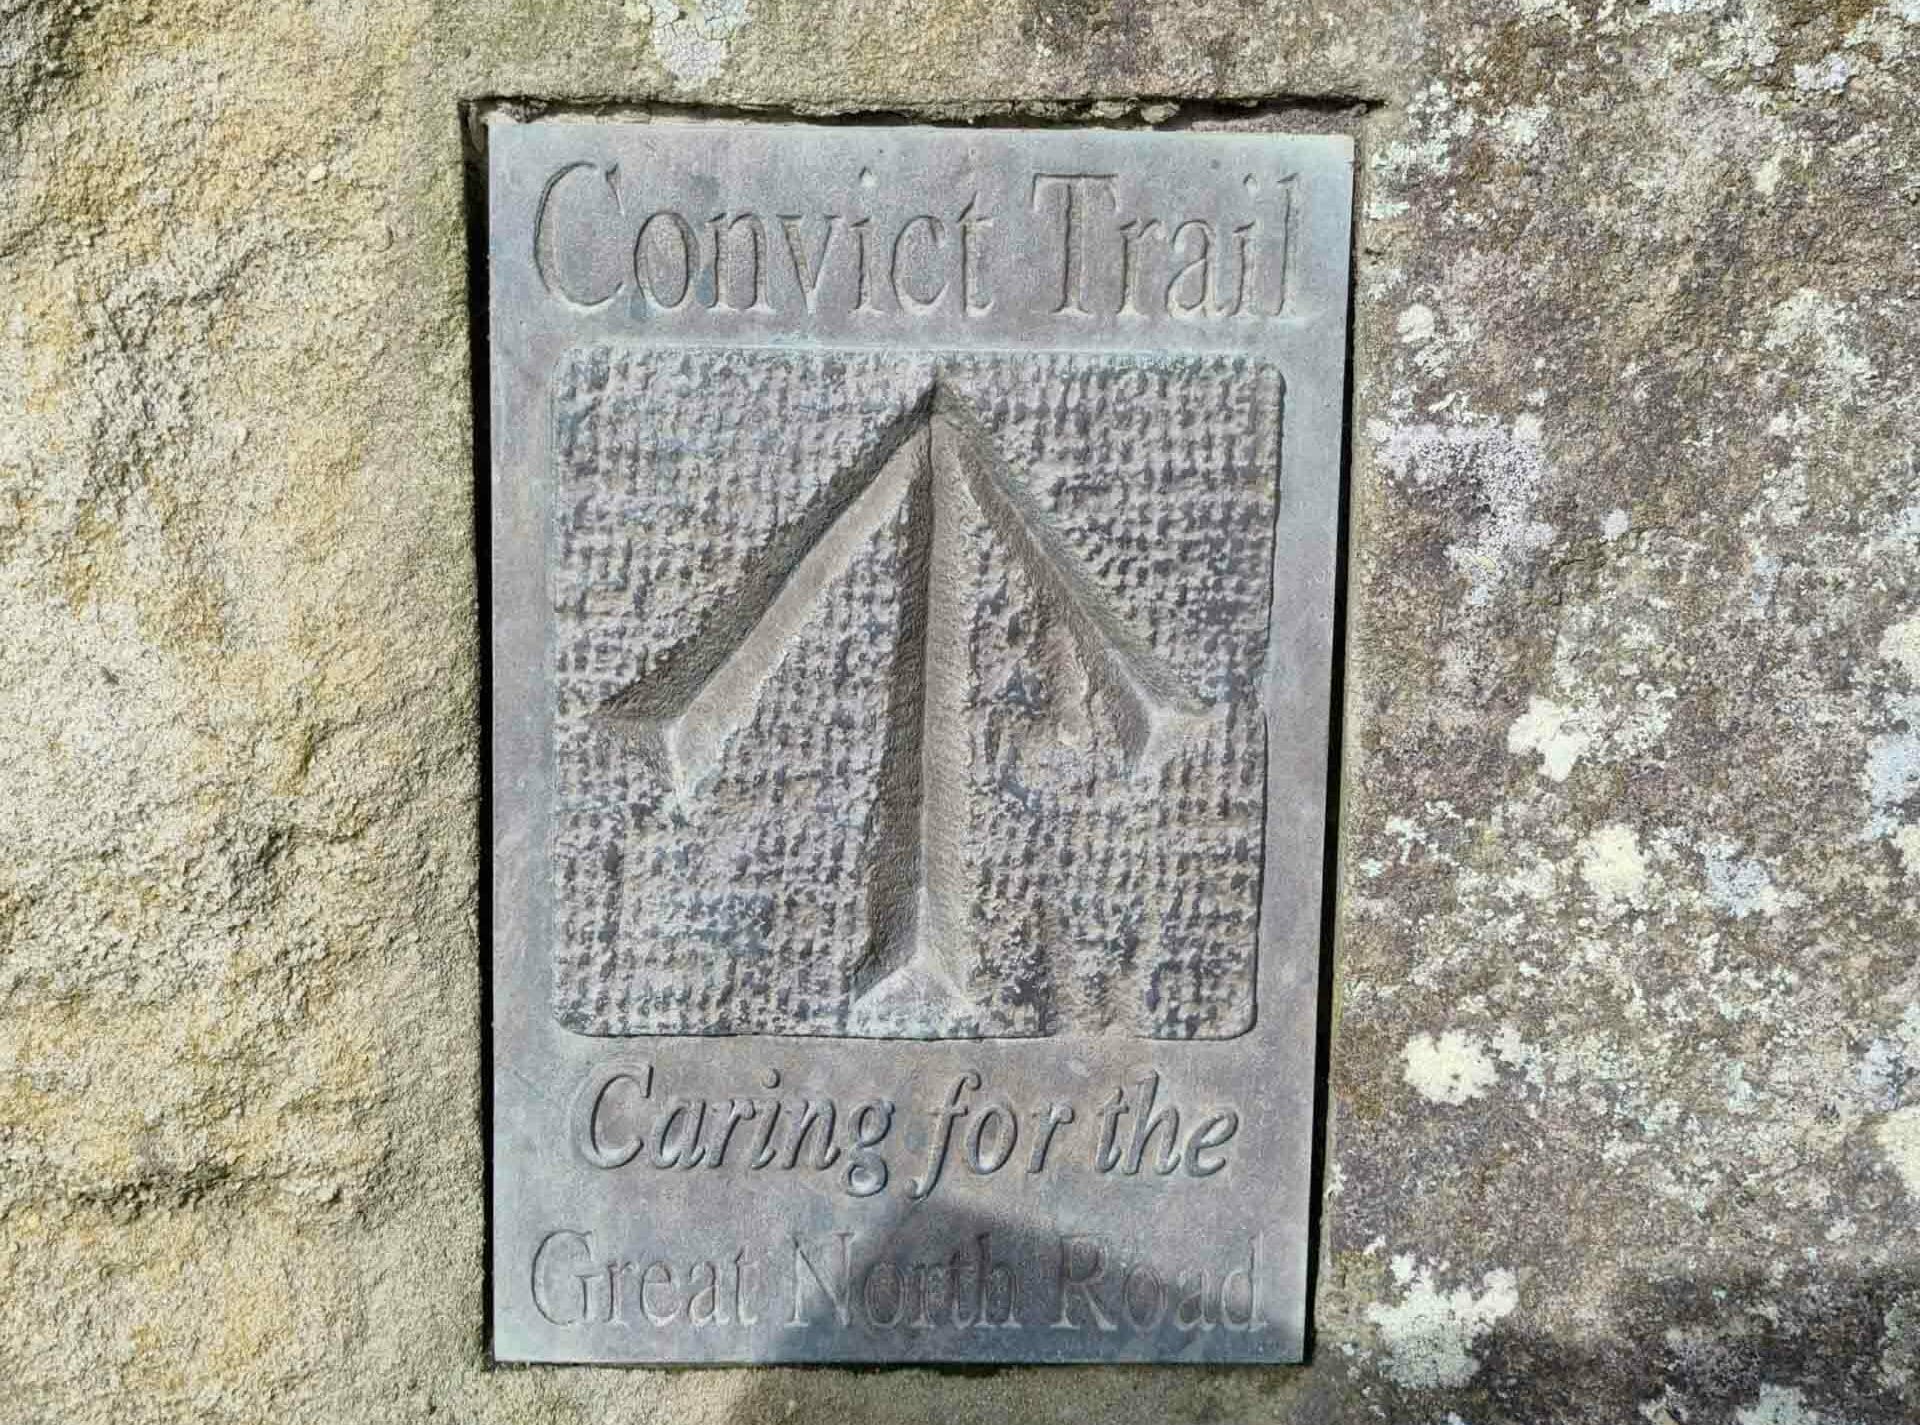 Convict Trail
Caring for the
Great North Road